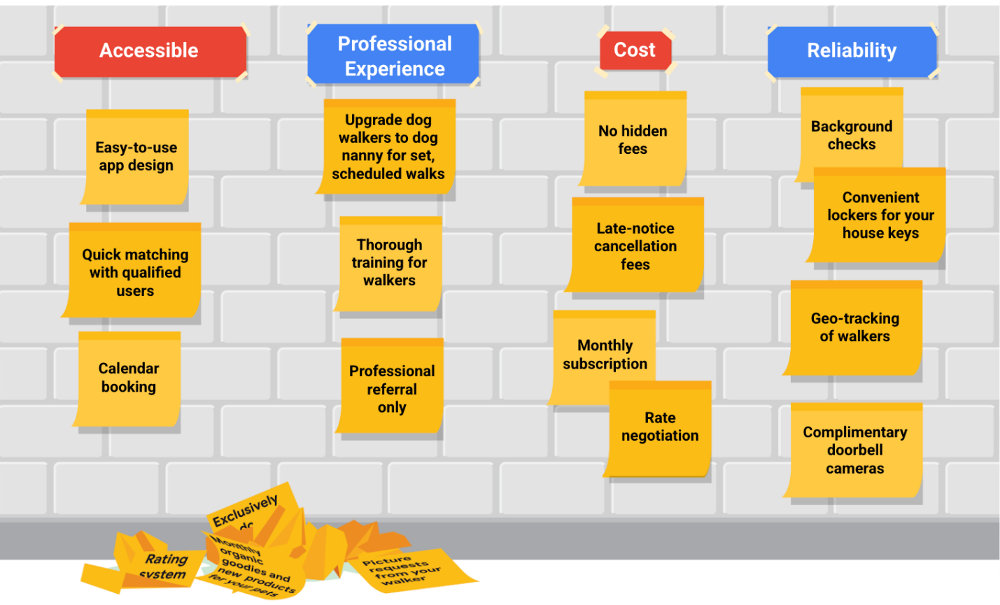 Accessible
Easy-to-use
app design
Quick matching
with qualified
users
Calendar
booking
Professional
Experience
Upgrade dog
walkers to dog
nanny for set,
scheduled walks
Thorough
training for
walkers
Professional
referral
only
Cost
No hidden
fees
Late-notice
cancellation
fees
Monthly
subscription
Rate
negotiation
Reliability
Background
checks
Convenient
lockers for your
house keys
Geo-tracking
of walkers
Complimentary
doorbell
cameras
Exclusively
Rating
system
Monthly
organic
goodies and
new products
for your pets
Picture
requests
from your
walker